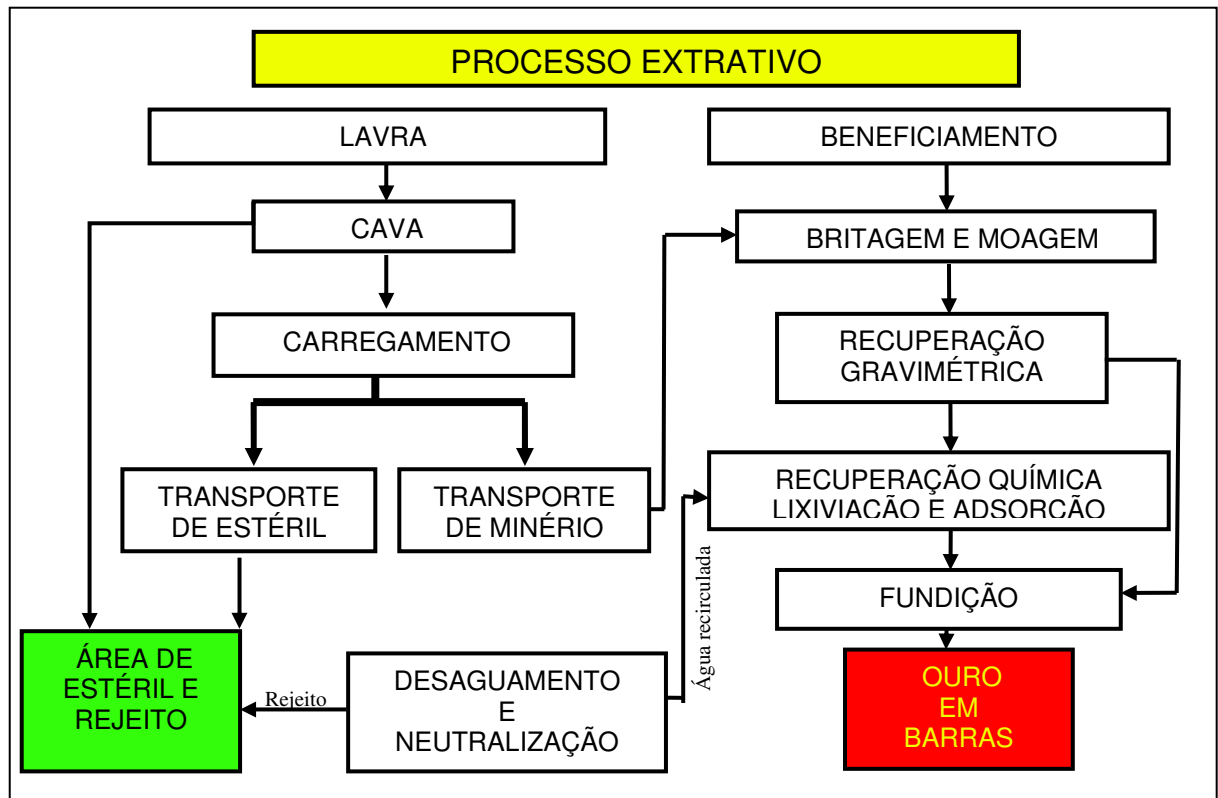 PROCESSO EXTRATIVO
LAVRA
CAVA
CARREGAMENTO
TRANSPORTE
DE ESTÉRIL
TRANSPORTE
DE MINÉRIO
ÁREA DE
ESTÉRIL E
REJEITO
Rejeito
DESAGUAMENTO
E
NEUTRALIZAÇÃO
Água recirculada
BENEFICIAMENTO
BRITAGEM E MOAGEM
RECUPERAÇÃO
GRAVIMÉTRICA
RECUPERAÇÃO QUÍMICA
LIXIVIAÇÃO E ADSORÇÃO
FUNDIÇÃO
OURO
EM
BARRAS